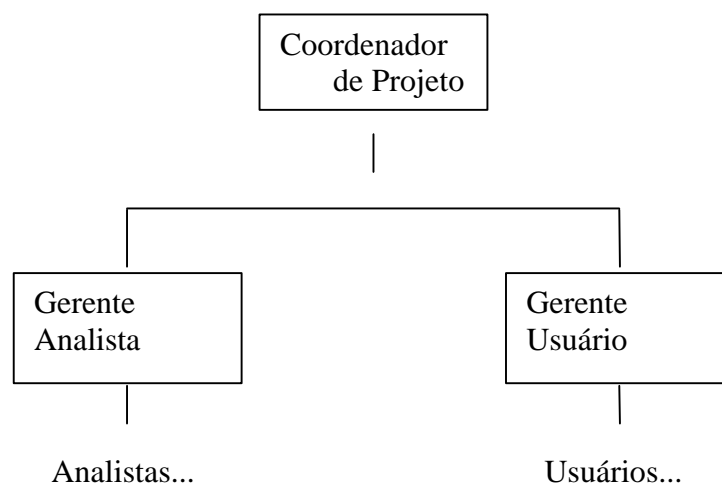 Coordenador
de Projeto
Gerente
Analista
Gerente
Usuário
Analistas...
Usuários...